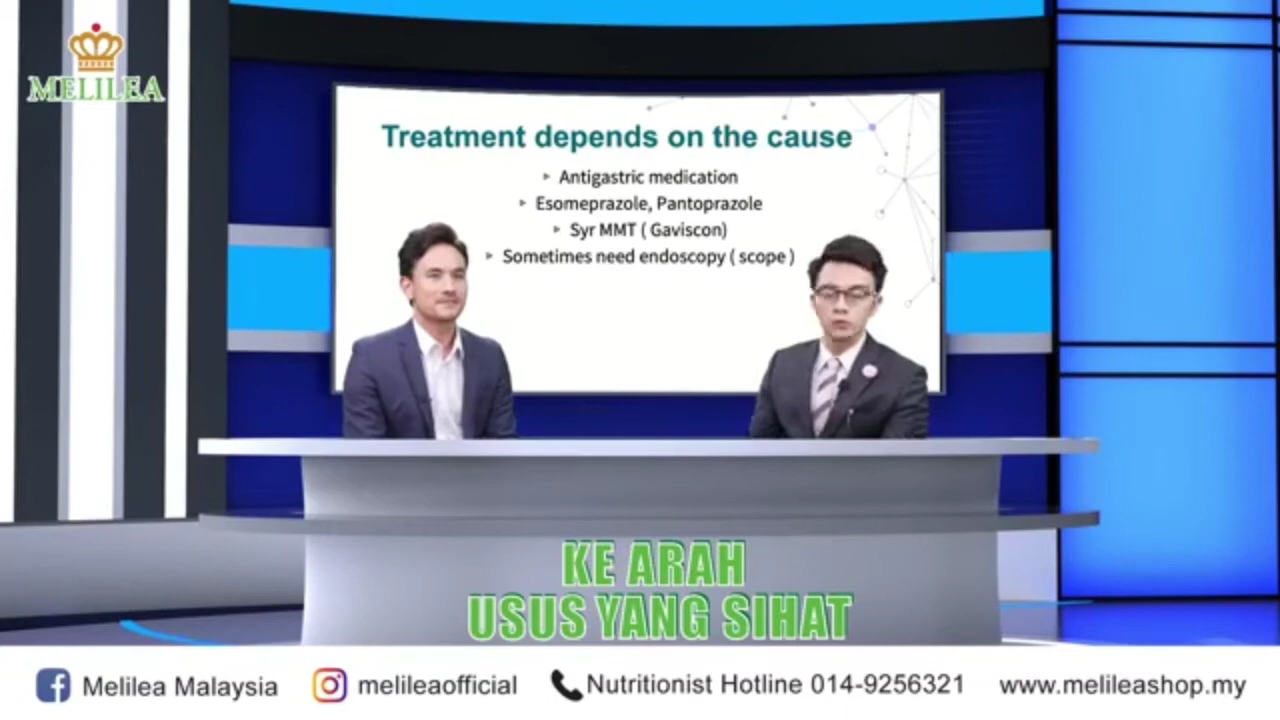 MELILEA
Treatment depends on the cause
Antigastric medication
Esomeprazole, Pantoprazole
Syr MMT ( Gaviscon)
Sometimes need endoscopy ( scope )
KE ARAH
USUS YANG SIHAT
Melilea Malaysia
melileaofficial
Nutritionist Hotline 014-9256321
www.melileashop.my